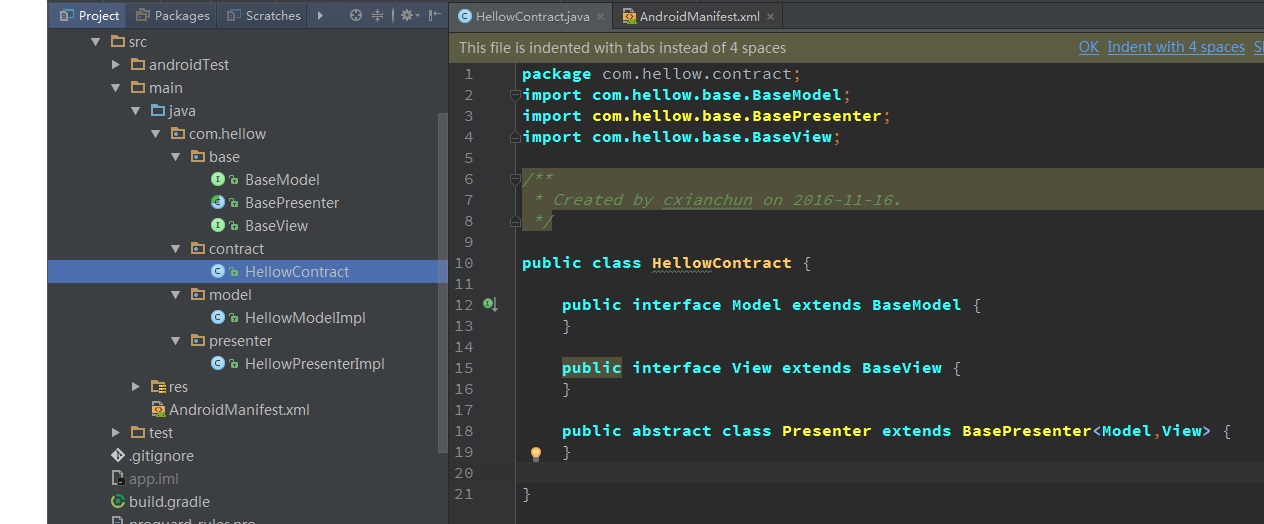 Project Packages Scratches
HellowContract.java AndroidManifest.xml
This file is indented with tabs instead of 4 spaces OK Indent with 4 spaces
src
androidTest
main
java
com.hellow
base
BaseModel
BasePresenter
BaseView
contract
HellowContract
model
HellowModelImpl
presenter
HellowPresenterImpl
res
AndroidManifest.xml
test
.gitignore
app.iml
build.gradle
proguard-rules.pro
1 package com.hellow.contract;
2 import com.hellow.base.BaseModel;
3 import com.hellow.base.BasePresenter;
4 import com.hellow.base.BaseView;
5
6 /**
7 * Created by cxianchun on 2016-11-16.
8 */
9
10 public class HellowContract {
11
12 public interface Model extends BaseModel {
13 }
14
15 public interface View extends BaseView {
16 }
17
18 public abstract class Presenter extends BasePresenter<Model,View> {
19 }
20
21 }